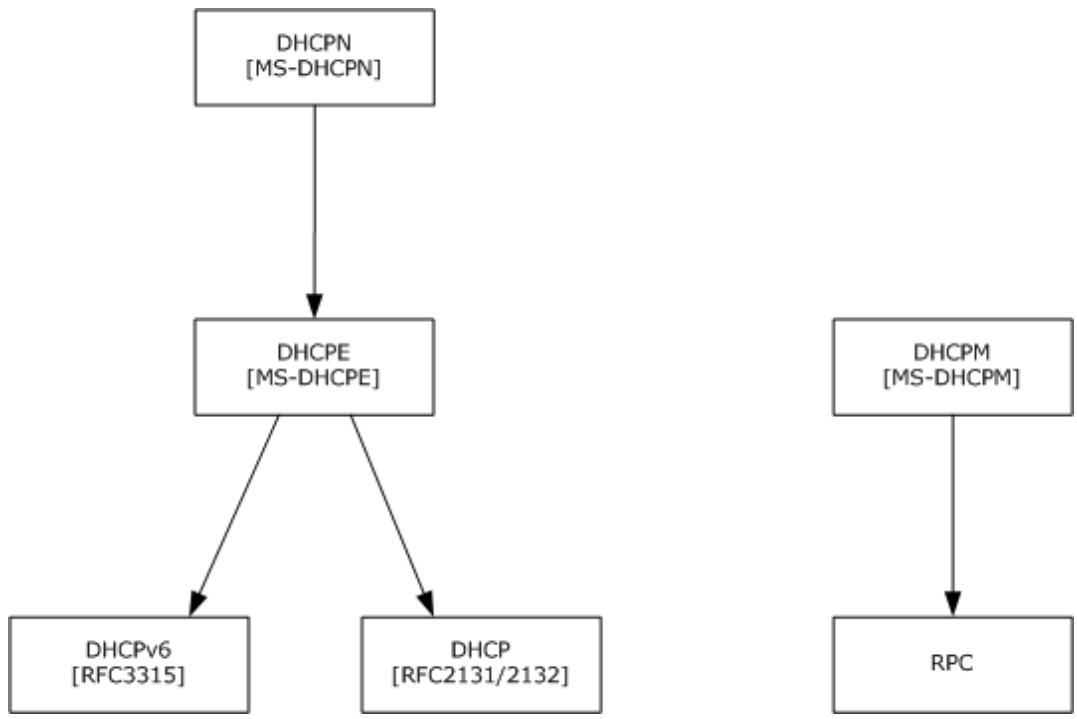 DHCPN
[MS-DHCPN]
DHCPE
[MS-DHCPE]
DHCPM
[MS-DHCPM]
DHCPv6
[RFC3315]
DHCP
[RFC2131/2132]
RPC